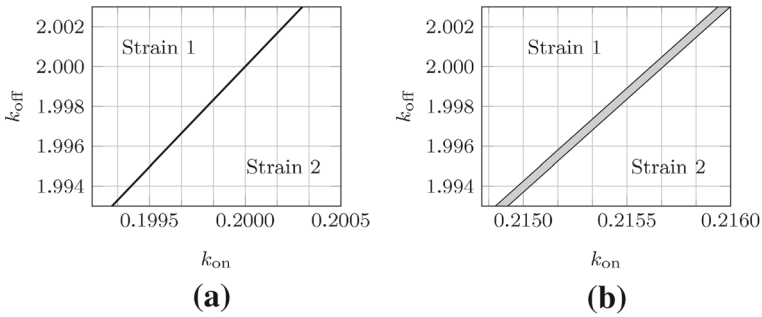 2.002
2.000
1.998
1.996
1.994
k_off
Strain 1
Strain 2
0.1995
0.2000
0.2005
k_on
(a)
2.002
2.000
1.998
1.996
1.994
k_off
Strain 1
Strain 2
0.2150
0.2155
0.2160
k_on
(b)